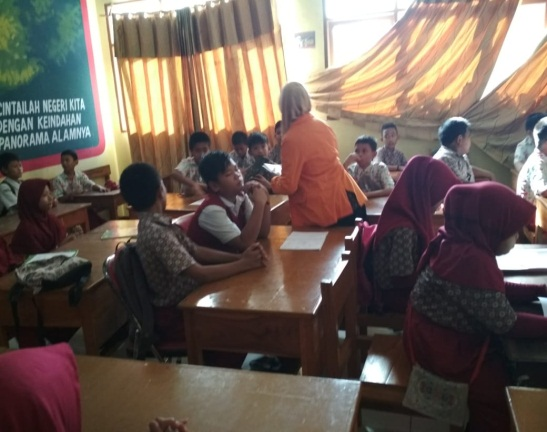 CINTAILAH NEGERI KITA
DENGAN KEINDAHAN
PANORAMA ALAMNYA